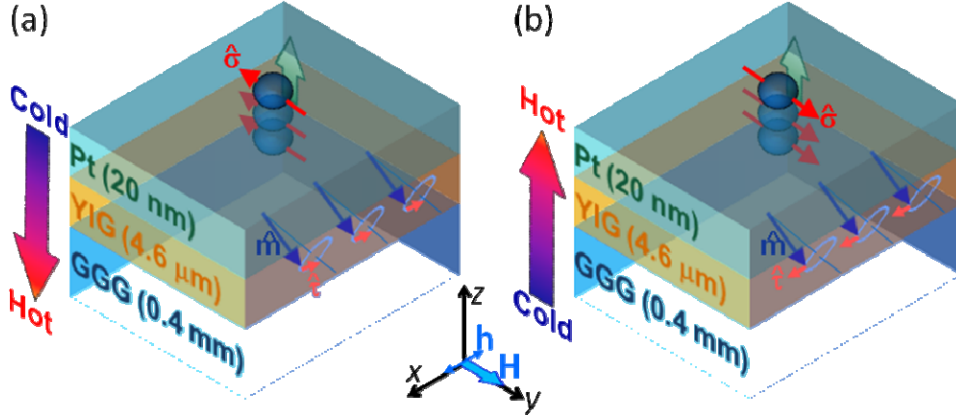 (a)
σ̂
Cold
Hot
Pt (20 nm)
YIG (4.6 μm)
GGG (0.4 mm)
m̂
τ̂
(b)
σ̂
Hot
Cold
Pt (20 nm)
YIG (4.6 μm)
GGG (0.4 mm)
m̂
τ̂
z
h
H
x
y